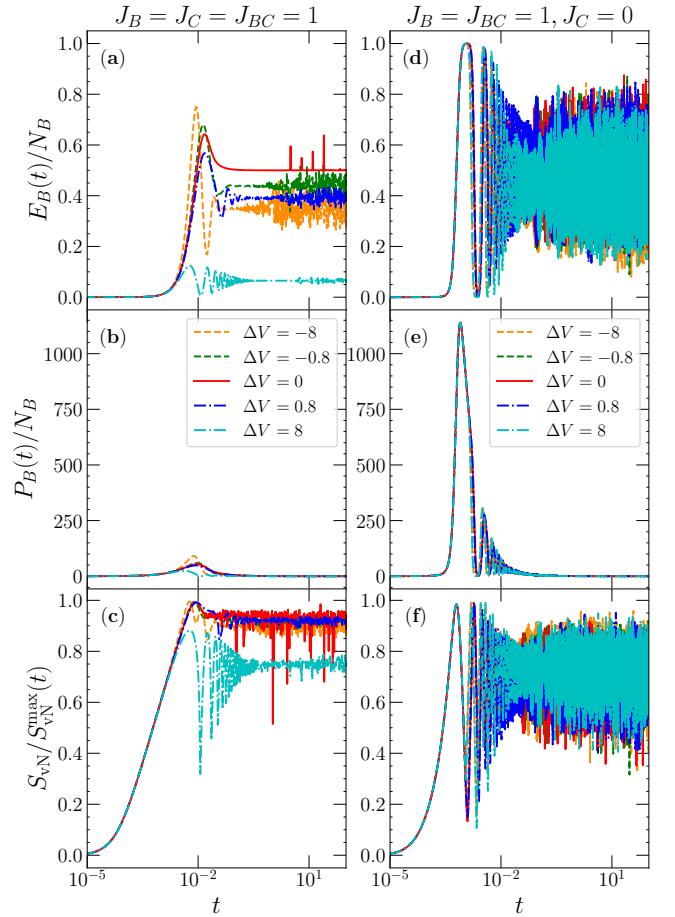 J_B = J_C = J_{BC} = 1
J_B = J_{BC} = 1, J_C = 0
(a)
1.0
0.8
0.6
0.4
0.2
0.0
E_B(t)/N_B
(d)
(b)
1000
750
500
250
0
P_B(t)/N_B
ΔV = −8
ΔV = −0.8
ΔV = 0
ΔV = 0.8
ΔV = 8
(e)
ΔV = −8
ΔV = −0.8
ΔV = 0
ΔV = 0.8
ΔV = 8
(c)
1.0
0.8
0.6
0.4
0.2
0.0
S_{vN}/S_{vN}^{max}(t)
(f)
10^{−5}
10^{−2}
10^{1}
t
10^{−5}
10^{−2}
10^{1}
t